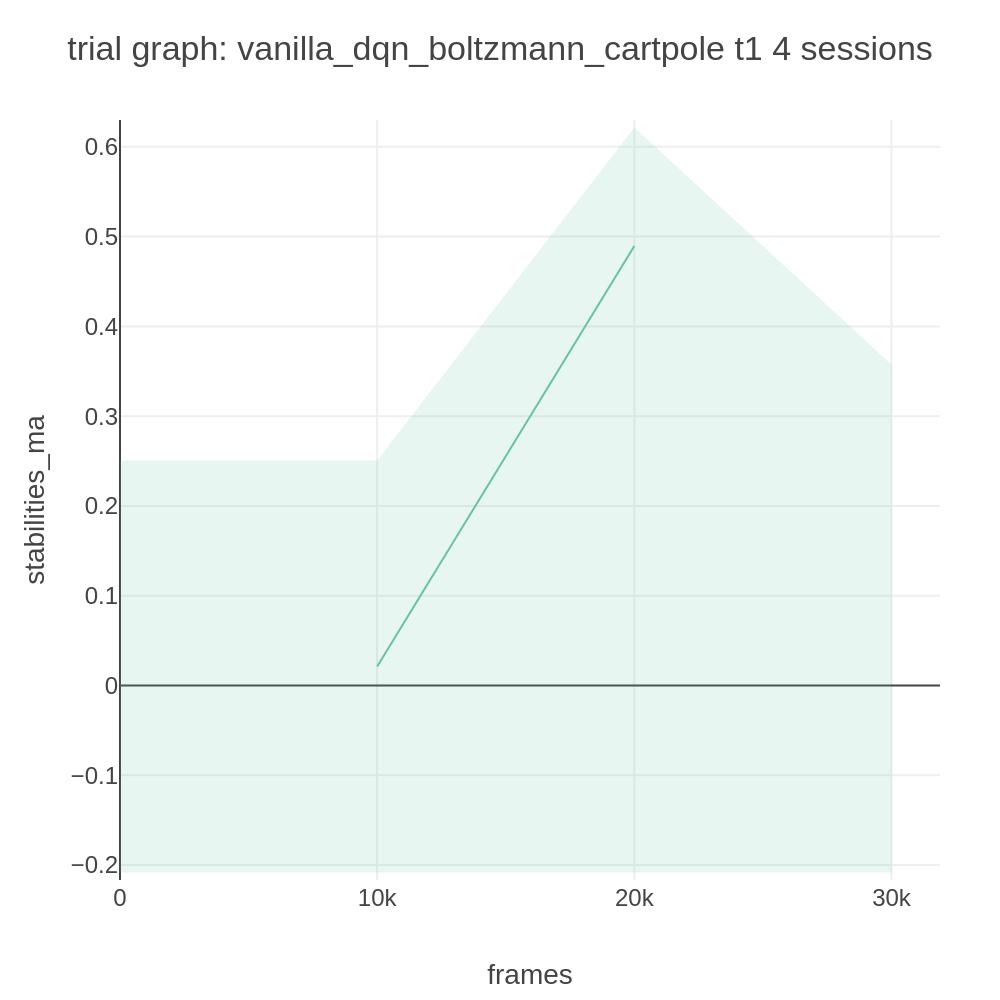 trial graph: vanilla_dqn_boltzmann_cartpole t1 4 sessions
0.6
0.5
0.4
0.3
0.2
0.1
0
−0.1
−0.2
stabilities_ma
0
10k
20k
30k
frames